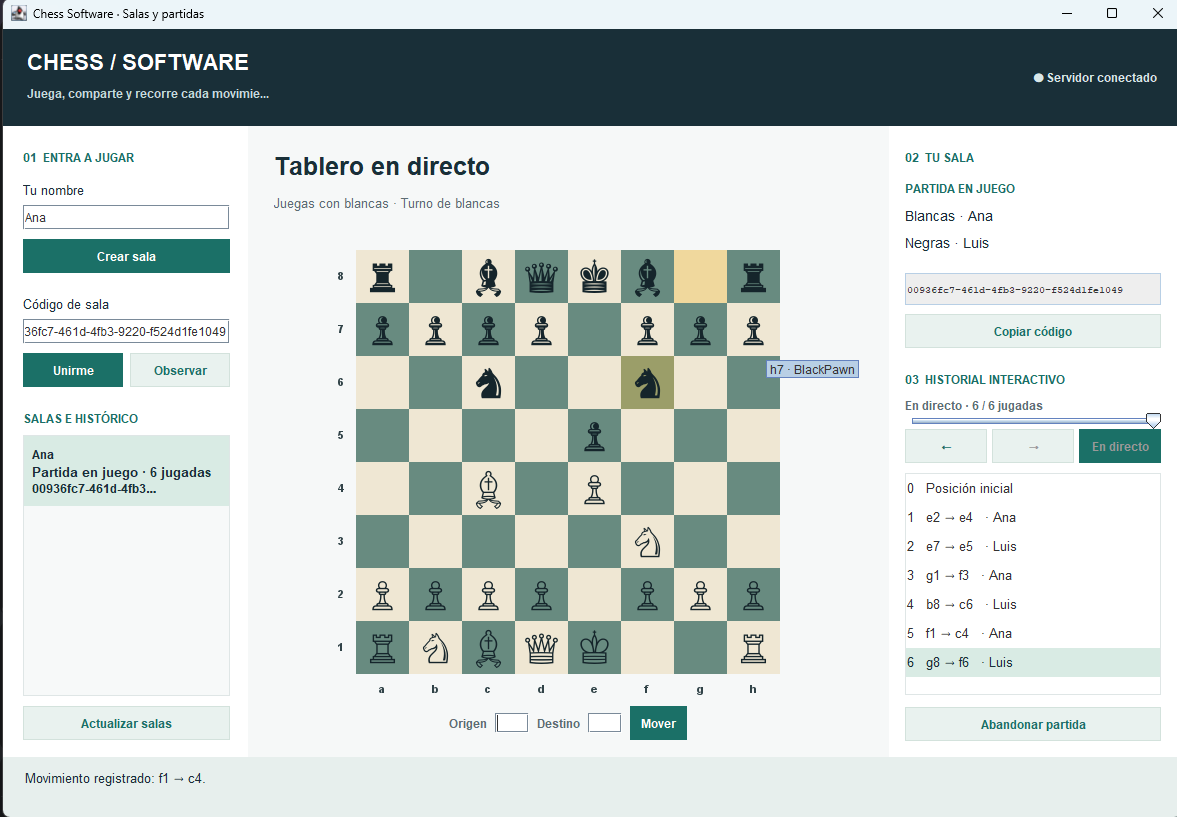 Chess Software · Salas y partidas
CHESS / SOFTWARE
Juega, comparte y recorre cada movimie...
Servidor conectado
01 ENTRA A JUGAR
Tu nombre
Ana
Crear sala
Código de sala
36fc7-461d-4fb3-9220-f524d1fe1049
Unirme
Observar
SALAS E HISTÓRICO
Ana
Partida en juego · 6 jugadas
00936fc7-461d-4fb3...
Actualizar salas
Tablero en directo
Juegas con blancas · Turno de blancas
8
7
6
5
4
3
2
1
a b c d e f g h
h7 · BlackPawn
Origen
Destino
Mover
02 TU SALA
PARTIDA EN JUEGO
Blancas · Ana
Negras · Luis
00936fc7-461d-4fb3-9220-f524d1fe1049
Copiar código
03 HISTORIAL INTERACTIVO
En directo · 6 / 6 jugadas
← → En directo
0 Posición inicial
1 e2 → e4 · Ana
2 e7 → e5 · Luis
3 g1 → f3 · Ana
4 b8 → c6 · Luis
5 f1 → c4 · Ana
6 g8 → f6 · Luis
Abandonar partida
Movimiento registrado: f1 → c4.